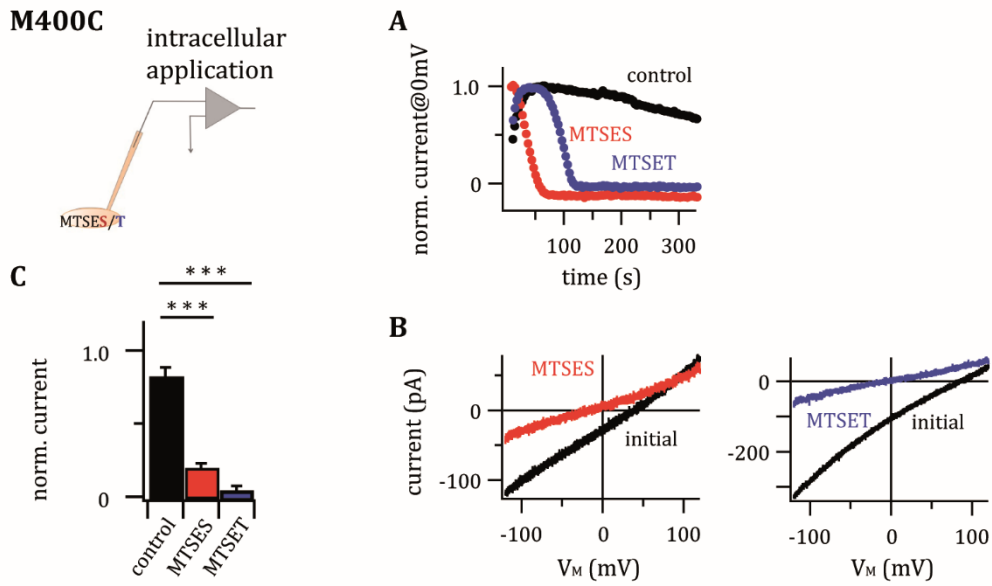 M400C
intracellular
application
MTSES/T
A
norm. current@0mV
1.0
0
control
MTSES
MTSET
100
200
300
time (s)
C
***
***
norm. current
1.0
0
control
MTSES
MTSET
B
current (pA)
0
-100
MTSES
initial
-100
0
100
VM (mV)
0
-200
MTSET
initial
-100
0
100
VM (mV)